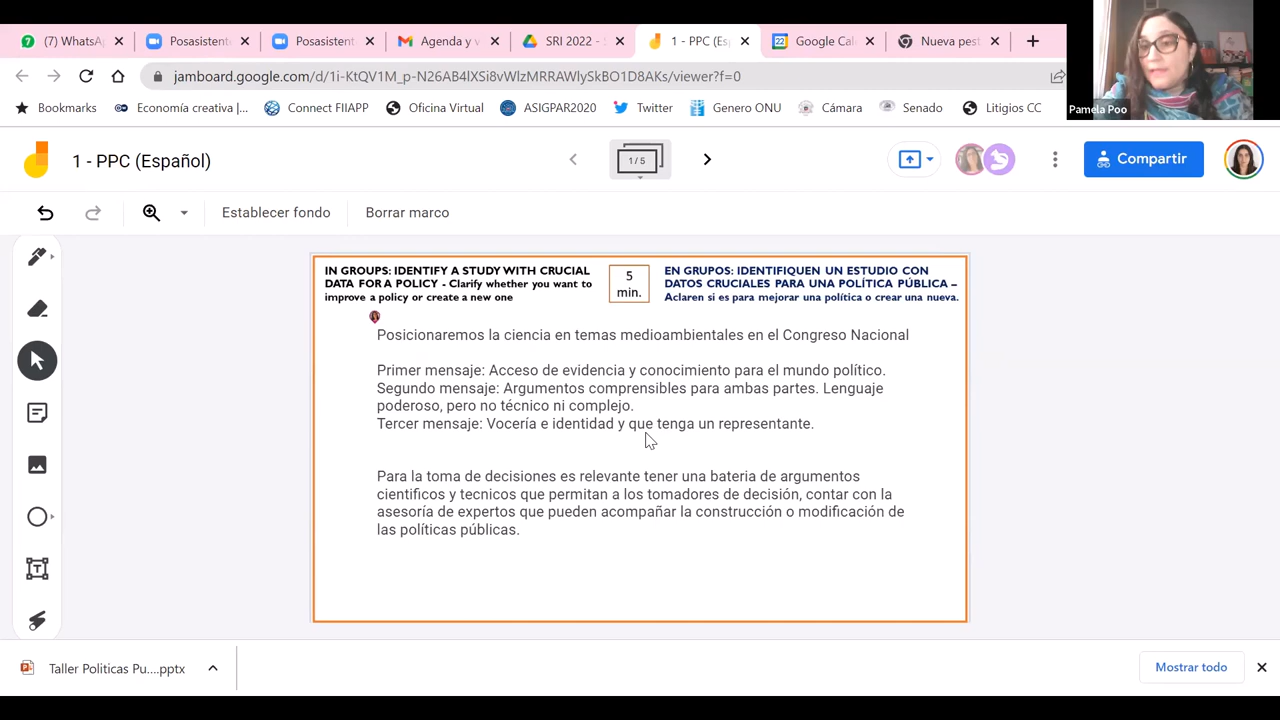 (7) WhatsA
Posasistente
Posasistent
Agenda y v
SRI 2022 - S
1 - PPC (Es
Google Cal
Nueva pest
jamboard.google.com/d/1i-KtQV1M_p-N26AB4lXSi8vWlzMRRAWlySkBO1D8AKs/viewer?f=0
Bookmarks
Economía creativa |...
Connect FIIAPP
Oficina Virtual
ASIGPAR2020
Twitter
Genero ONU
Cámara
Senado
Litigios CC
Pamela Poo
1 - PPC (Español)
1 / 5
Compartir
Establecer fondo
Borrar marco
IN GROUPS: IDENTIFY A STUDY WITH CRUCIAL
DATA FOR A POLICY - Clarify whether you want to
improve a policy or create a new one
5
min.
EN GRUPOS: IDENTIFIQUEN UN ESTUDIO CON
DATOS CRUCIALES PARA UNA POLÍTICA PÚBLICA –
Aclaren si es para mejorar una política o crear una nueva.
Posicionaremos la ciencia en temas medioambientales en el Congreso Nacional
Primer mensaje: Acceso de evidencia y conocimiento para el mundo político.
Segundo mensaje: Argumentos comprensibles para ambas partes. Lenguaje
poderoso, pero no técnico ni complejo.
Tercer mensaje: Vocería e identidad y que tenga un representante.
Para la toma de decisiones es relevante tener una bateria de argumentos
cientificos y tecnicos que permitan a los tomadores de decisión, contar con la
asesoría de expertos que pueden acompañar la construcción o modificación de
las políticas públicas.
Taller Politicas Pu....pptx
Mostrar todo